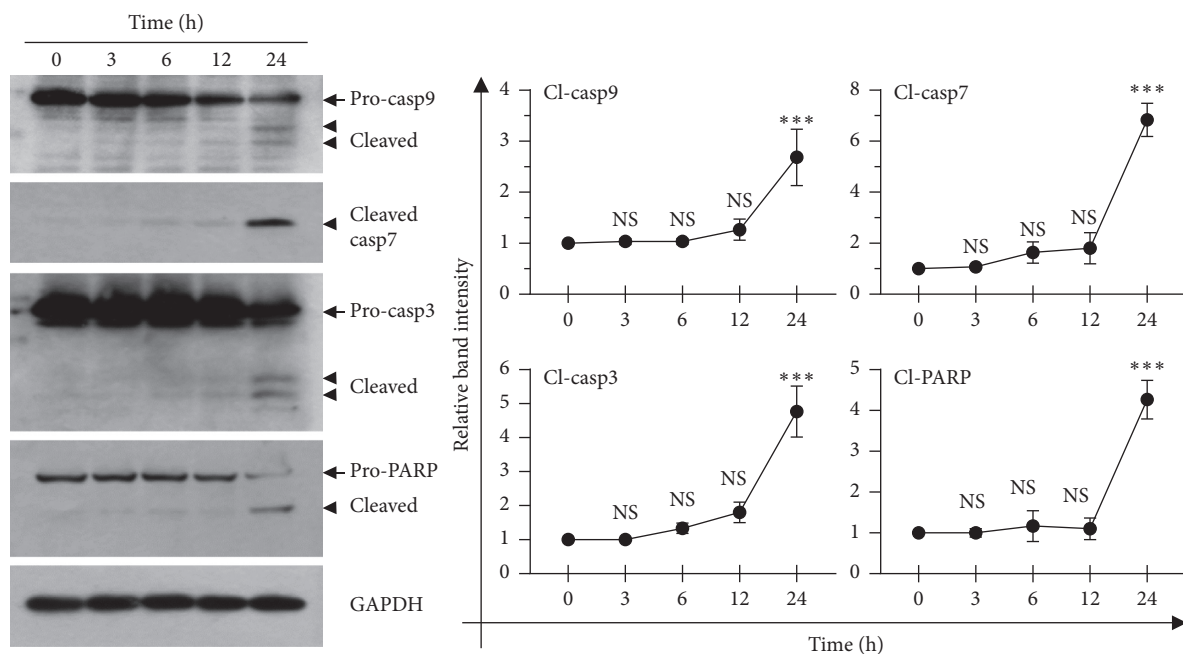 Time (h)
0 3 6 12 24
Pro-casp9
Cleaved
Cleaved
casp7
Pro-casp3
Cleaved
Pro-PARP
Cleaved
GAPDH
Relative band intensity
Cl-casp9
4
3
2
1
0
NS NS NS ***
0 3 6 12 24
Cl-casp7
8
6
4
2
0
NS NS NS ***
0 3 6 12 24
Cl-casp3
6
5
4
3
2
1
0
NS NS NS ***
0 3 6 12 24
Cl-PARP
5
4
3
2
1
0
NS NS NS ***
0 3 6 12 24
Time (h)